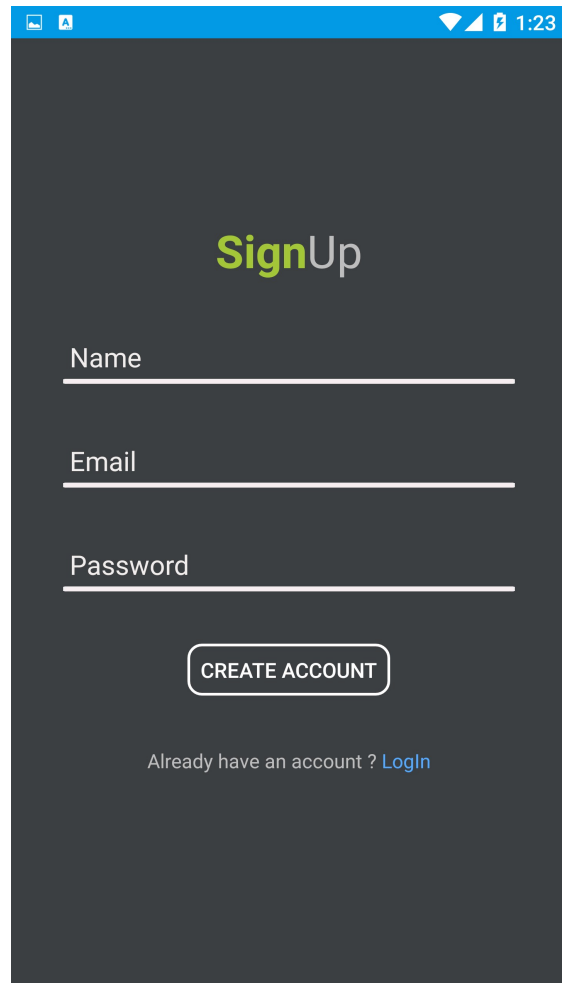 1:23
SignUp
Name
Email
Password
CREATE ACCOUNT
Already have an account ? LogIn